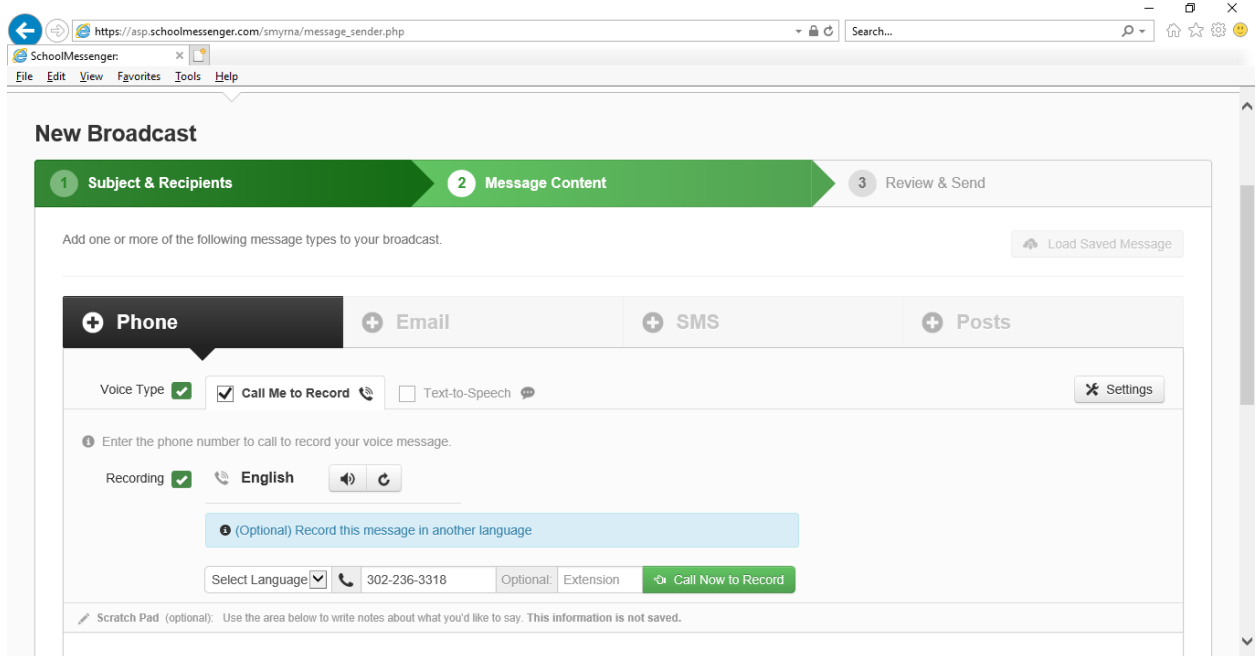 https://asp.schoolmessenger.com/smyrna/message_sender.php
Search...
SchoolMessenger:
File Edit View Favorites Tools Help
New Broadcast
1 Subject & Recipients
2 Message Content
3 Review & Send
Add one or more of the following message types to your broadcast.
Load Saved Message
Phone
Email
SMS
Posts
Voice Type
Call Me to Record
Text-to-Speech
Settings
Enter the phone number to call to record your voice message.
Recording
English
(Optional) Record this message in another language
Select Language
302-236-3318
Optional:
Extension
Call Now to Record
Scratch Pad (optional): Use the area below to write notes about what you'd like to say. This information is not saved.